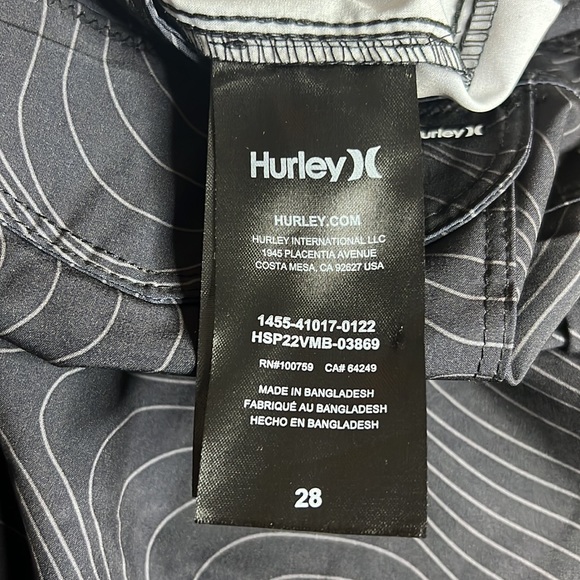 Hurley
HURLEY.COM
HURLEY INTERNATIONAL LLC
1945 PLACENTIA AVENUE
COSTA MESA, CA 92627 USA
1455-41017-0122
HSP22VMB-03869
RN#100759 CA# 64249
MADE IN BANGLADESH
FABRIQUÉ AU BANGLADESH
HECHO EN BANGLADESH
28
urley